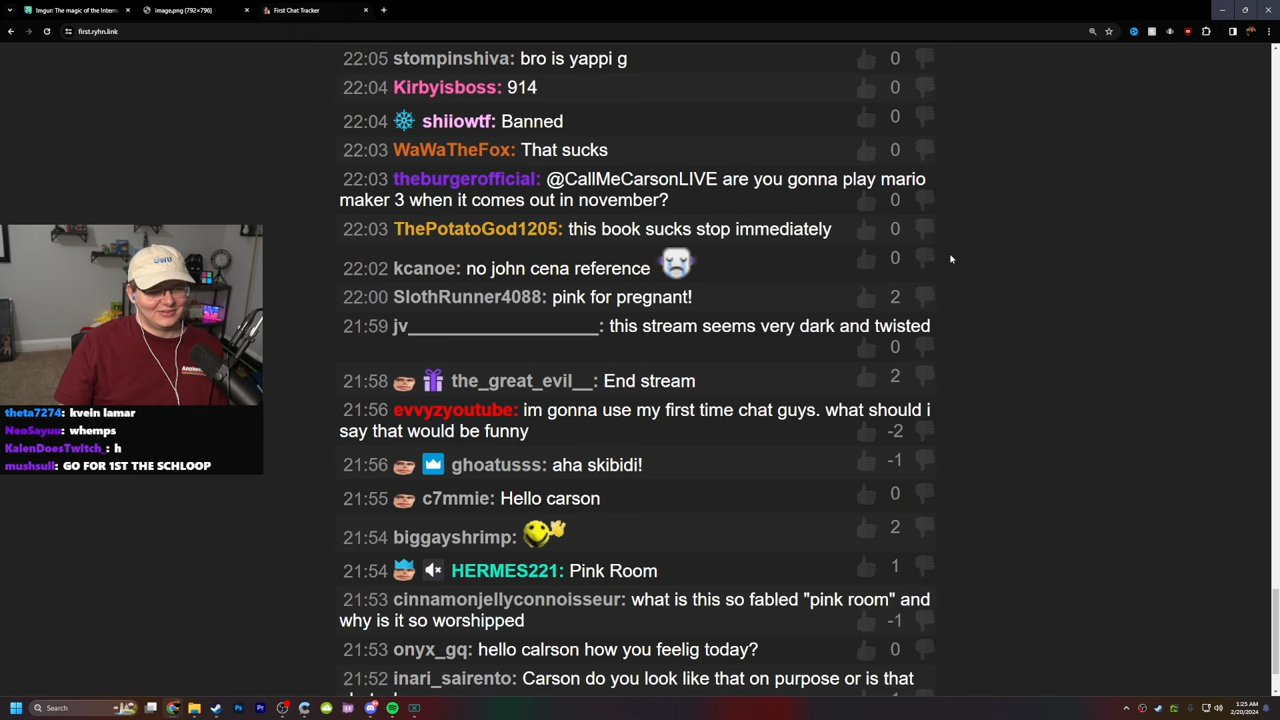 Imgur: The magic of the Intern
image.png (792×796)
First Chat Tracker
first.ryhn.link
22:05 stompinshiva: bro is yappi g 0
22:04 Kirbyisboss: 914 0
22:04 shiiowtf: Banned 0
22:03 WaWaTheFox: That sucks 0
22:03 theburgerofficial: @CallMeCarsonLIVE are you gonna play mario
maker 3 when it comes out in november? 0
22:03 ThePotatoGod1205: this book sucks stop immediately 0
22:02 kcanoe: no john cena reference 0
22:00 SlothRunner4088: pink for pregnant! 2
21:59 jv____________________: this stream seems very dark and twisted
0
21:58 the_great_evil__: End stream 2
21:56 evvyzyoutube: im gonna use my first time chat guys. what should i
say that would be funny -2
21:56 ghoatusss: aha skibidi! -1
21:55 c7mmie: Hello carson 0
21:54 biggayshrimp: 2
21:54 HERMES221: Pink Room 1
21:53 cinnamonjellyconnoisseur: what is this so fabled "pink room" and
why is it so worshipped -1
21:53 onyx_gq: hello calrson how you feelig today? 0
21:52 inari_sairento: Carson do you look like that on purpose or is that
UWU
theta7274: kvein lamar
NeoSayuu: whemps
KalenDoesTwitch_: h
mushsull: GO FOR 1ST THE SCHLOOP
Search
1:25 AM
2/20/2024